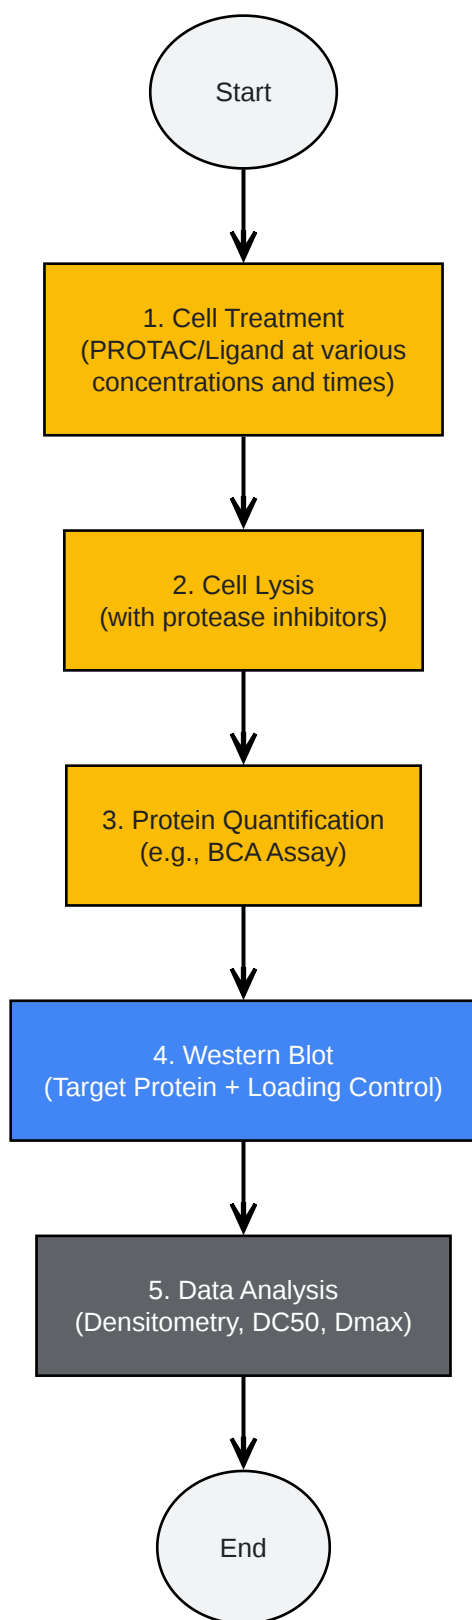 Start
1. Cell Treatment
(PROTAC/Ligand at various
concentrations and times)
2. Cell Lysis
(with protease inhibitors)
3. Protein Quantification
(e.g., BCA Assay)
4. Western Blot
(Target Protein + Loading Control)
5. Data Analysis
(Densitometry, DC50, Dmax)
End